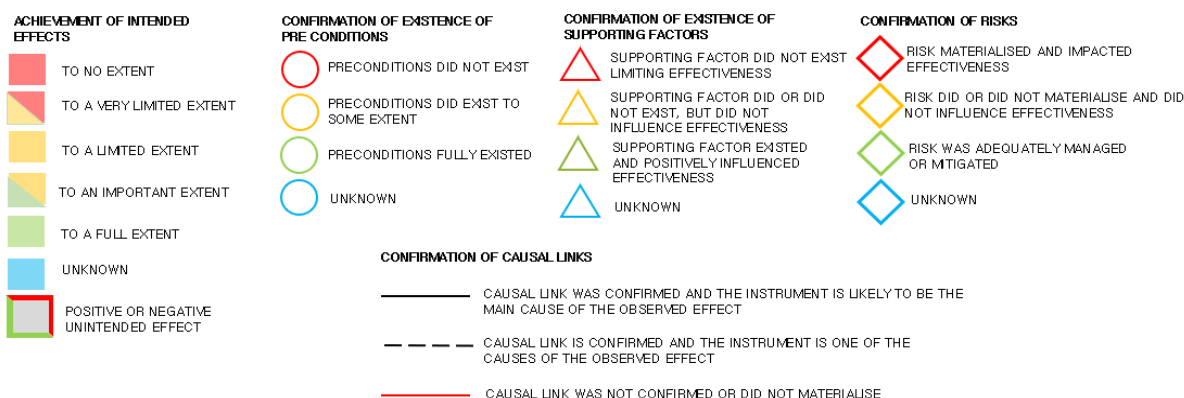 ACHIEVEMENT OF INTENDED
EFFECTS
TO NO EXTENT
TO A VERY LIMITED EXTENT
TO A LIMITED EXTENT
TO AN IMPORTANT EXTENT
TO A FULL EXTENT
UNKNOWN
POSITIVE OR NEGATIVE
UNINTENDED EFFECT
CONFIRMATION OF EXISTENCE OF
PRE CONDITIONS
PRECONDITIONS DID NOT EXIST
PRECONDITIONS DID EXIST TO
SOME EXTENT
PRECONDITIONS FULLY EXISTED
UNKNOWN
CONFIRMATION OF EXISTENCE OF
SUPPORTING FACTORS
SUPPORTING FACTOR DID NOT EXIST
LIMITING EFFECTIVENESS
SUPPORTING FACTOR DID OR DID
NOT EXIST, BUT DID NOT
INFLUENCE EFFECTIVENESS
SUPPORTING FACTOR EXISTED
AND POSITIVELY INFLUENCED
EFFECTIVENESS
UNKNOWN
CONFIRMATION OF RISKS
RISK MATERIALISED AND IMPACTED
EFFECTIVENESS
RISK DID OR DID NOT MATERIALISE AND DID
NOT INFLUENCE EFFECTIVENESS
RISK WAS ADEQUATELY MANAGED
OR MITIGATED
UNKNOWN
CONFIRMATION OF CAUSAL LINKS
CAUSAL LINK WAS CONFIRMED AND THE INSTRUMENT IS LIKELY TO BE THE
MAIN CAUSE OF THE OBSERVED EFFECT
CAUSAL LINK IS CONFIRMED AND THE INSTRUMENT IS ONE OF THE
CAUSES OF THE OBSERVED EFFECT
CAUSAL LINK WAS NOT CONFIRMED OR DID NOT MATERIALISE